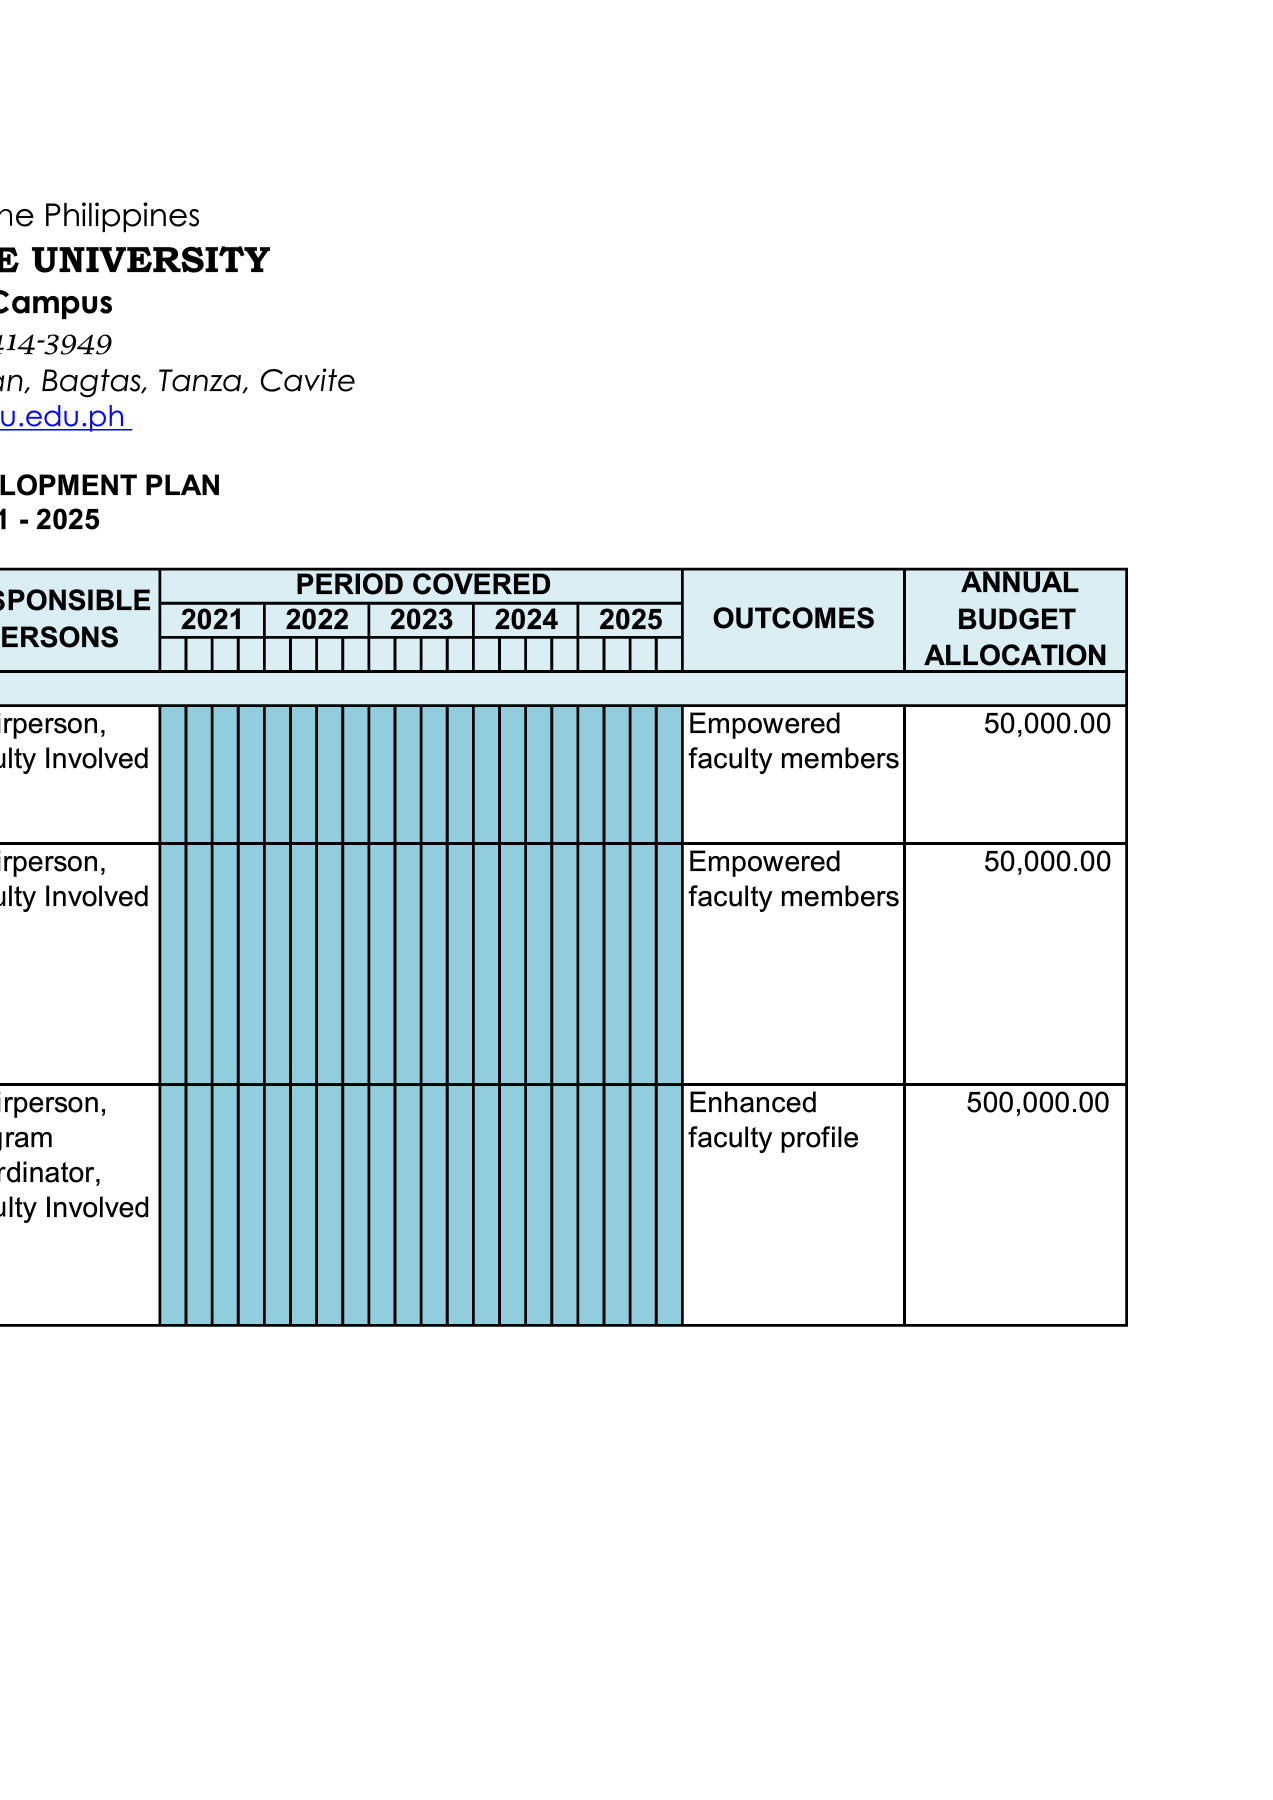 he Philippines
E UNIVERSITY
Campus
414-3949
an, Bagtas, Tanza, Cavite
u.edu.ph
LOPMENT PLAN
1 - 2025
SPONSIBLE
ERSONS
PERIOD COVERED
2021 2022 2023 2024 2025
OUTCOMES
ANNUAL
BUDGET
ALLOCATION
irperson,
ulty Involved
Empowered
faculty members
50,000.00
irperson,
ulty Involved
Empowered
faculty members
50,000.00
irperson,
gram
rdinator,
ulty Involved
Enhanced
faculty profile
500,000.00